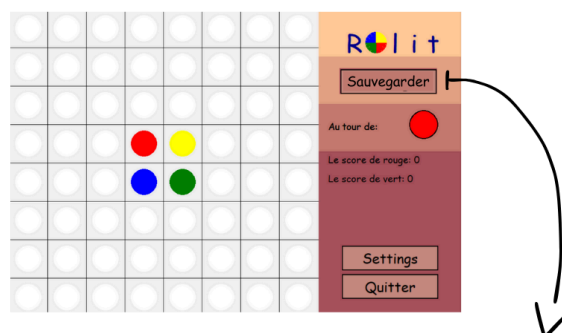 Rolit
Sauvegarder
Au tour de:
Le score de rouge: 0
Le score de vert: 0
Settings
Quitter